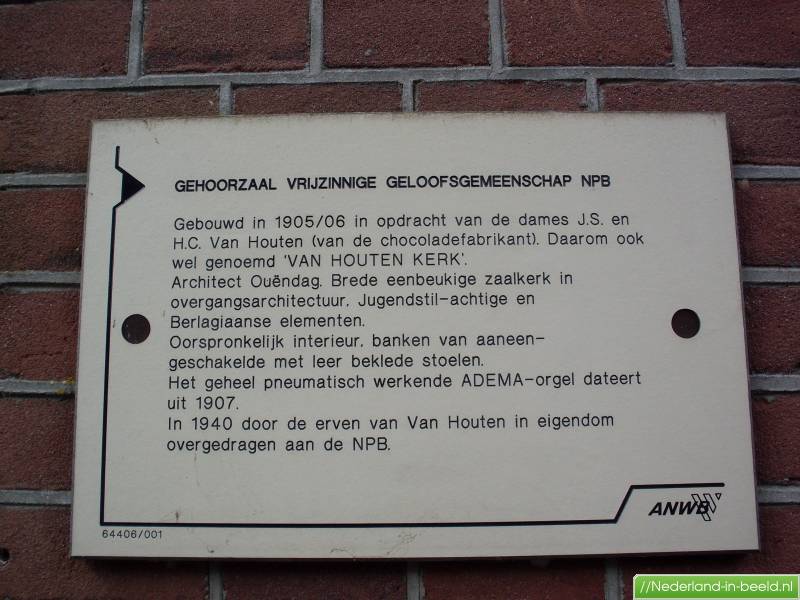 GEHOORZAAL VRIJZINNIGE GELOOFSGEMEENSCHAP NPB
Gebouwd in 1905/06 in opdracht van de dames J.S. en
H.C. Van Houten (van de chocoladefabrikant). Daarom ook
wel genoemd 'VAN HOUTEN KERK'.
Architect Ouëndag. Brede eenbeukige zaalkerk in
overgangsarchitectuur. Jugendstil-achtige en
Berlagiaanse elementen.
Oorspronkelijk interieur, banken van aaneen-
geschakelde met leer beklede stoelen.
Het geheel pneumatisch werkende ADEMA-orgel dateert
uit 1907.
In 1940 door de erven van Van Houten in eigendom
overgedragen aan de NPB.
ANWB
64406/001
//Nederland-in-beeld.nl